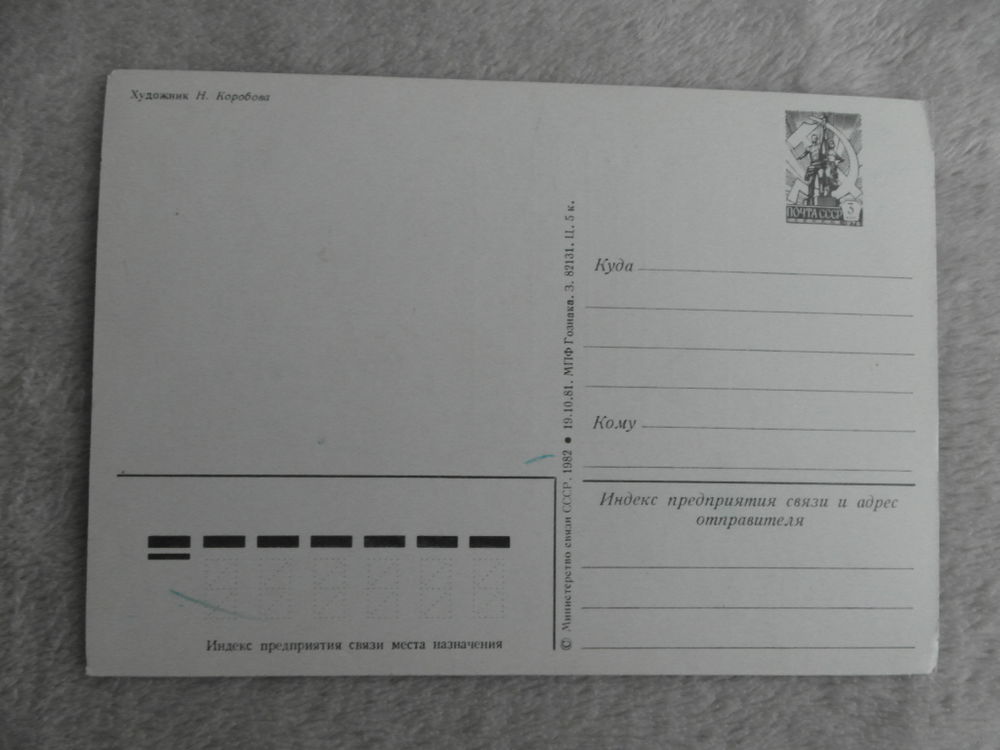 Художник Н. Коробова
ПОЧТА СССР 3
© Министерство связи СССР. 1982 ● 19.10.81. МПФ Гознака. З. 82131. Ц. 5 к.
Куда
Кому
Индекс предприятия связи и адрес
отправителя
Индекс предприятия связи места назначения